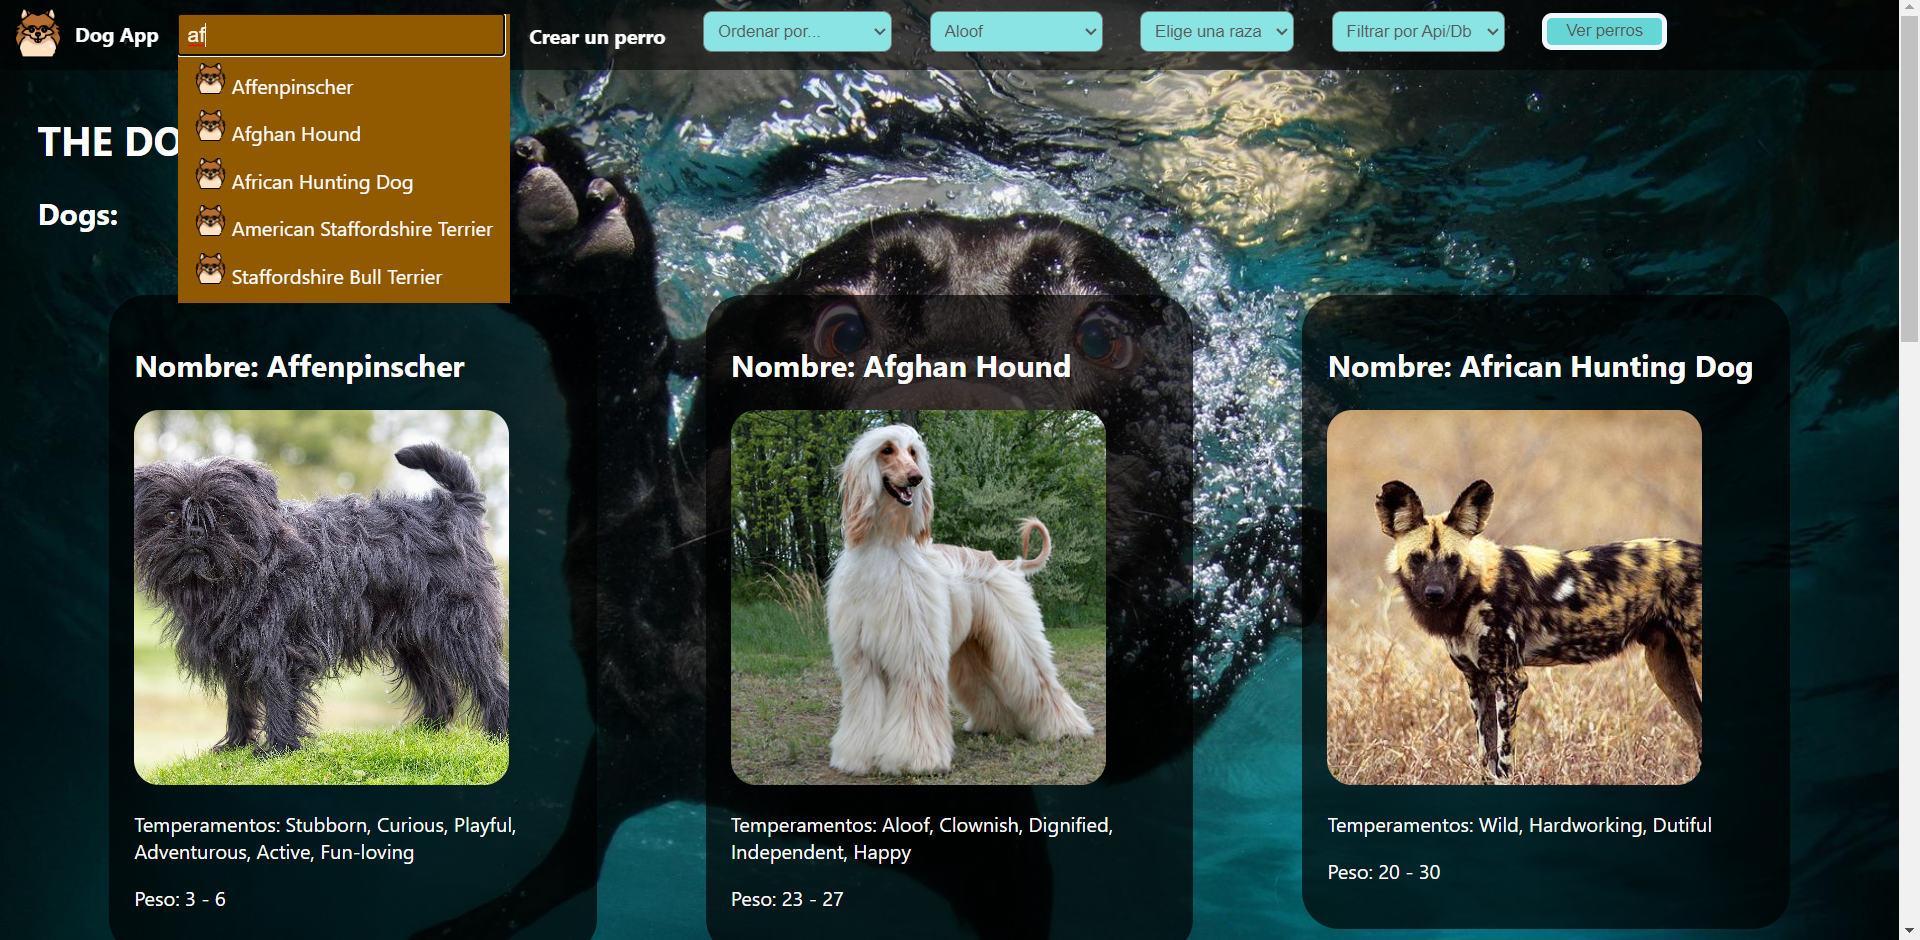 Dog App
af
Crear un perro
Ordenar por...
Aloof
Elige una raza
Filtrar por Api/Db
Ver perros
Affenpinscher
Afghan Hound
African Hunting Dog
American Staffordshire Terrier
Staffordshire Bull Terrier
THE DO
Dogs:
Nombre: Affenpinscher
Temperamentos: Stubborn, Curious, Playful,
Adventurous, Active, Fun-loving
Peso: 3 - 6
Nombre: Afghan Hound
Temperamentos: Aloof, Clownish, Dignified,
Independent, Happy
Peso: 23 - 27
Nombre: African Hunting Dog
Temperamentos: Wild, Hardworking, Dutiful
Peso: 20 - 30